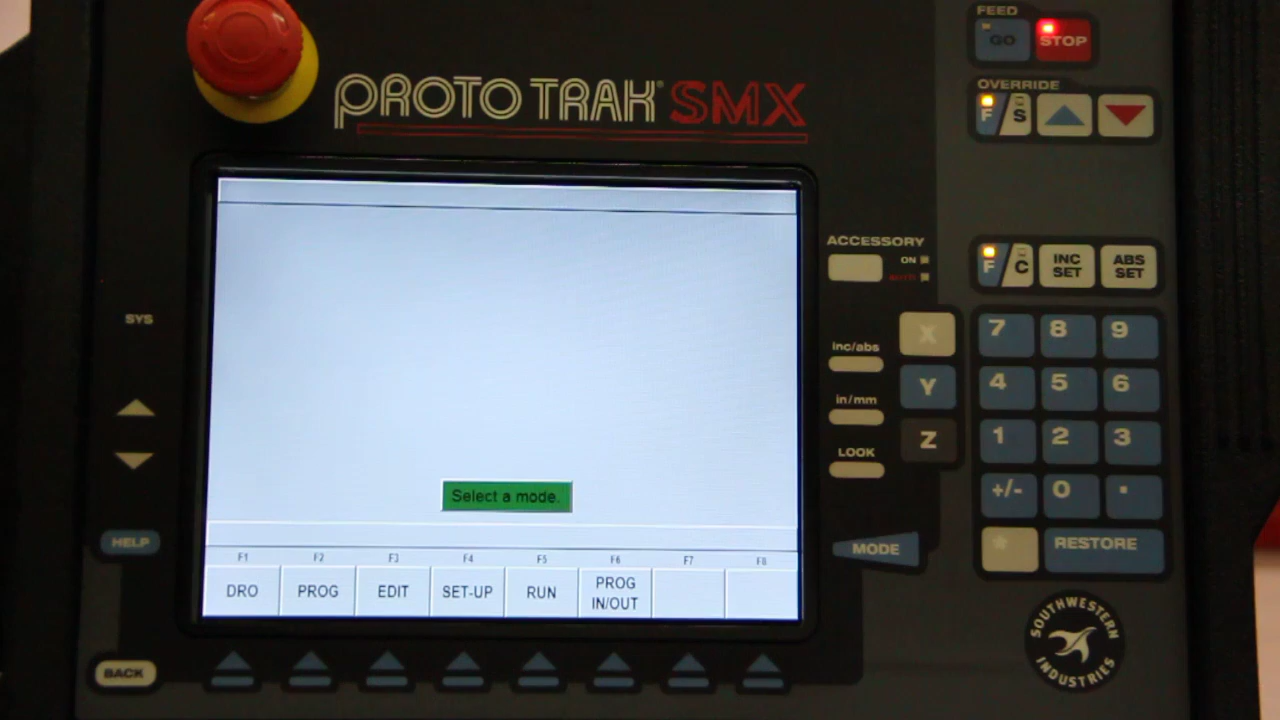 FEED
GO STOP
PROTO TRAK® SMX
OVERRIDE
F S
ACCESSORY
ON
F C INC SET ABS SET
SYS
inc/abs
X 7 8 9
in/mm
Y 4 5 6
LOOK
Z 1 2 3
Select a mode.
+/- 0 .
HELP
MODE
* RESTORE
F1 F2 F3 F4 F5 F6 F7 F8
DRO PROG EDIT SET-UP RUN PROG IN/OUT
BACK
SOUTHWESTERN
INDUSTRIES